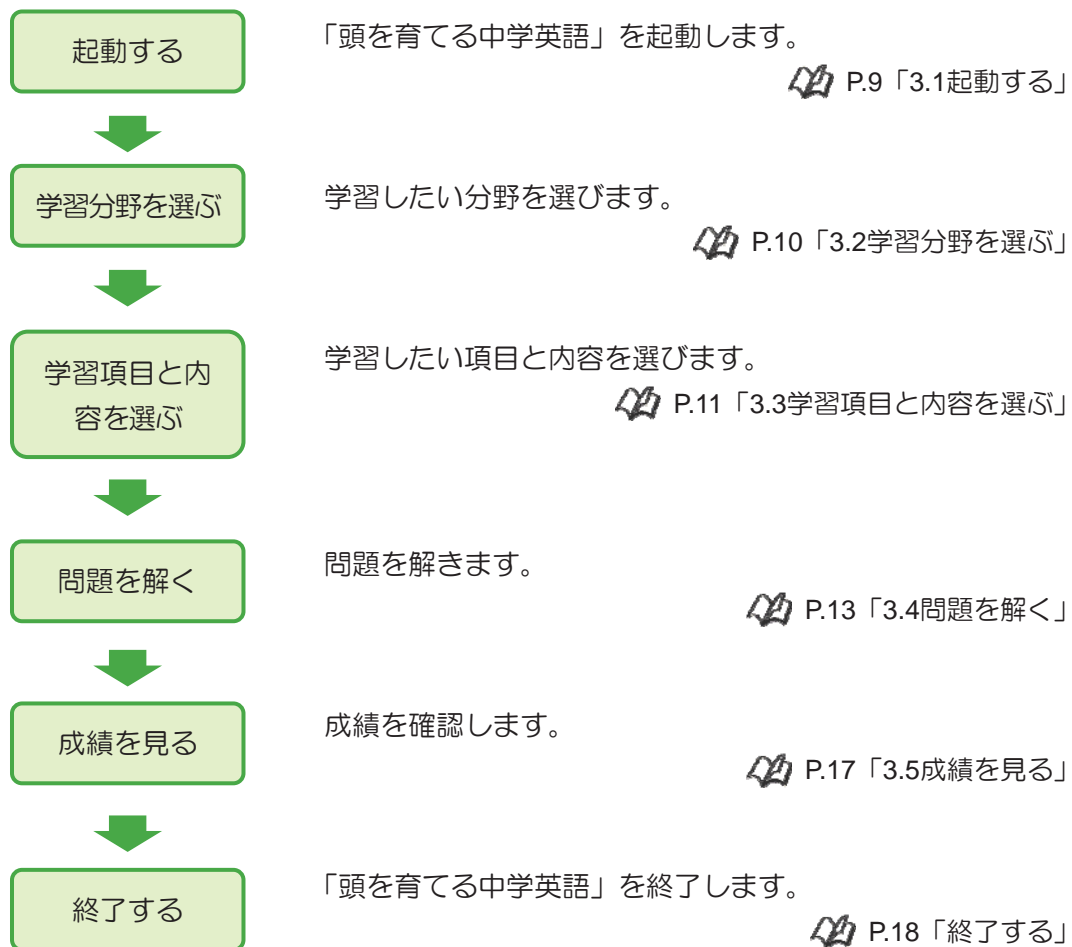 起動する
「頭を育てる中学英語」を起動します。
P.9「3.1起動する」
学習分野を選ぶ
学習したい分野を選びます。
P.10「3.2学習分野を選ぶ」
学習項目と内
容を選ぶ
学習したい項目と内容を選びます。
P.11「3.3学習項目と内容を選ぶ」
問題を解く
問題を解きます。
P.13「3.4問題を解く」
成績を見る
成績を確認します。
P.17「3.5成績を見る」
終了する
「頭を育てる中学英語」を終了します。
P.18「終了する」